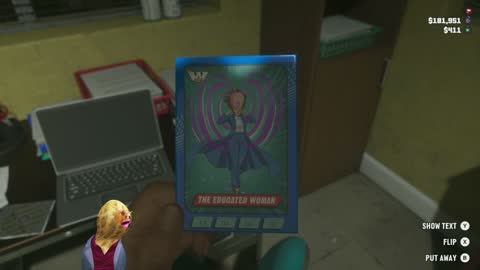 $181,951
$411
W
THE EDUCATED WOMAN
SHOW TEXT Y
FLIP X
PUT AWAY B